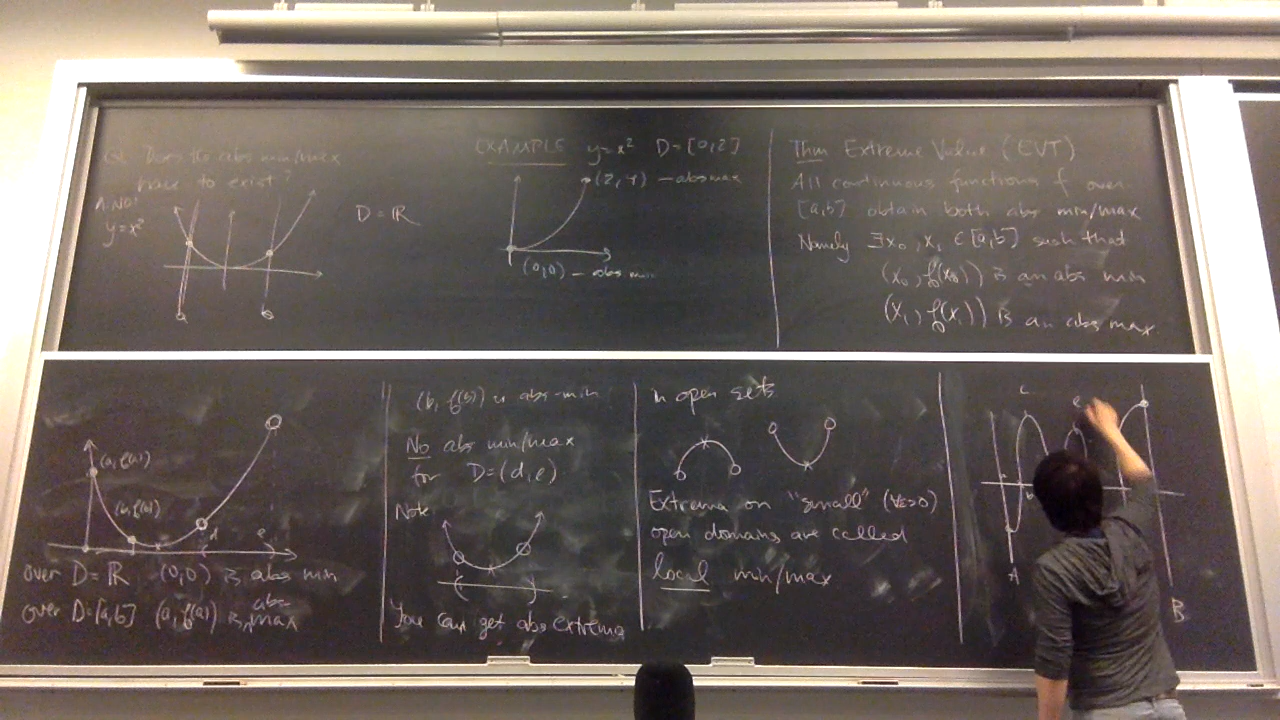 Q: Does the abs min/max
have to exist?
A: No!
y=x²
D=ℝ
EXAMPLE y=x² D=[0,2]
(2,4) - abs max
(0,0) - abs min
Thm Extreme Value (EVT)
All continuous functions f over
[a,b] obtain both abs min/max
Namely ∃x₀, x₁ ∈ [a,b] such that
(x₀, f(x₀)) is an abs min
(x₁, f(x₁)) is an abs max.
(a, f(a))
(b, f(b))
d
e
over D=ℝ (0,0) is abs min
over D=[a,b] (a, f(a)) is abs max
(b, f(b)) is abs min
No abs min/max
for D=(d,e)
Note:
You can get abs extrema
in open sets
Extrema on "small" (∀ε>0)
open domains are called
local min/max
c
e
b
A
B